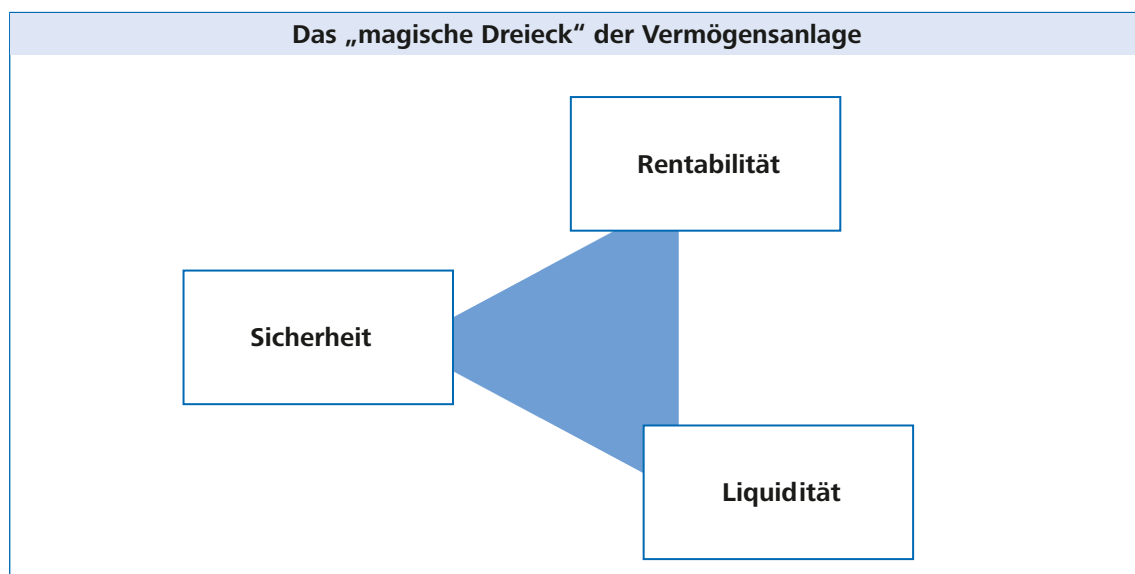 Das „magische Dreieck“ der Vermögensanlage
Rentabilität
Sicherheit
Liquidität